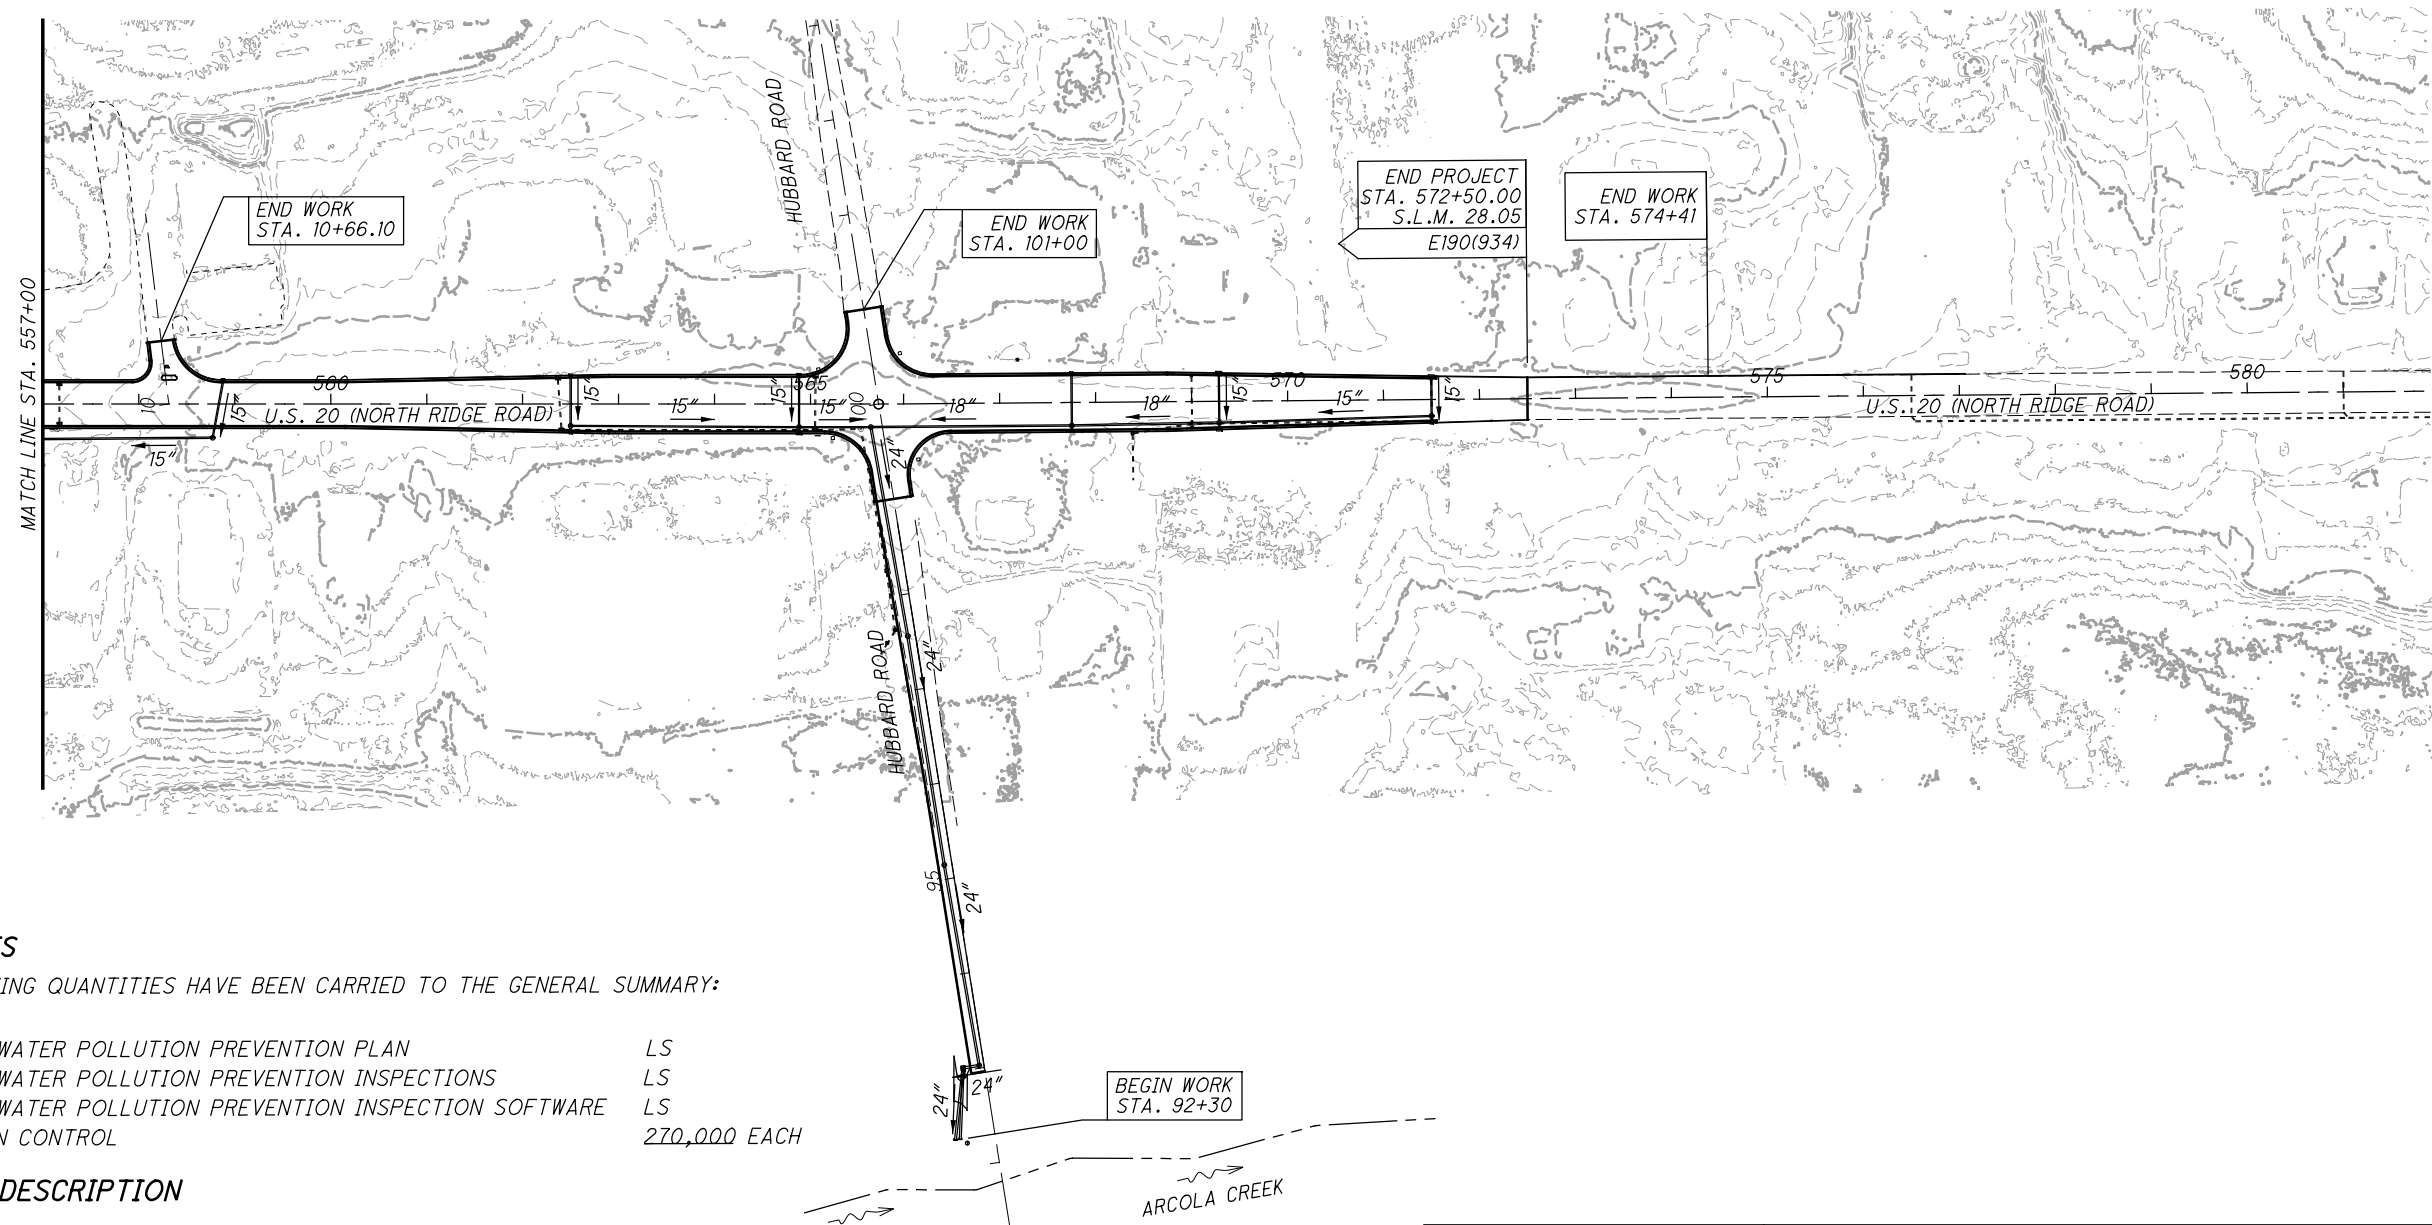 HUBBARD ROAD
END PROJECT
STA. 572+50.00
S.L.M. 28.05
E190(934)
END WORK
STA. 574+41
END WORK
STA. 10+66.10
END WORK
STA. 101+00
MATCH LINE STA. 557+00
10
15"
560
15"
15"
565
15"
15"
100
18"
18"
15"
570
15"
15"
575
580
U.S. 20 (NORTH RIDGE ROAD)
U.S. 20 (NORTH RIDGE ROAD)
15"
24"
HUBBARD ROAD
24"
95
24"
24"
24"
BEGIN WORK
STA. 92+30
ARCOLA CREEK
ING QUANTITIES HAVE BEEN CARRIED TO THE GENERAL SUMMARY:
WATER POLLUTION PREVENTION PLAN LS
WATER POLLUTION PREVENTION INSPECTIONS LS
WATER POLLUTION PREVENTION INSPECTION SOFTWARE LS
N CONTROL 270,000 EACH
DESCRIPTION